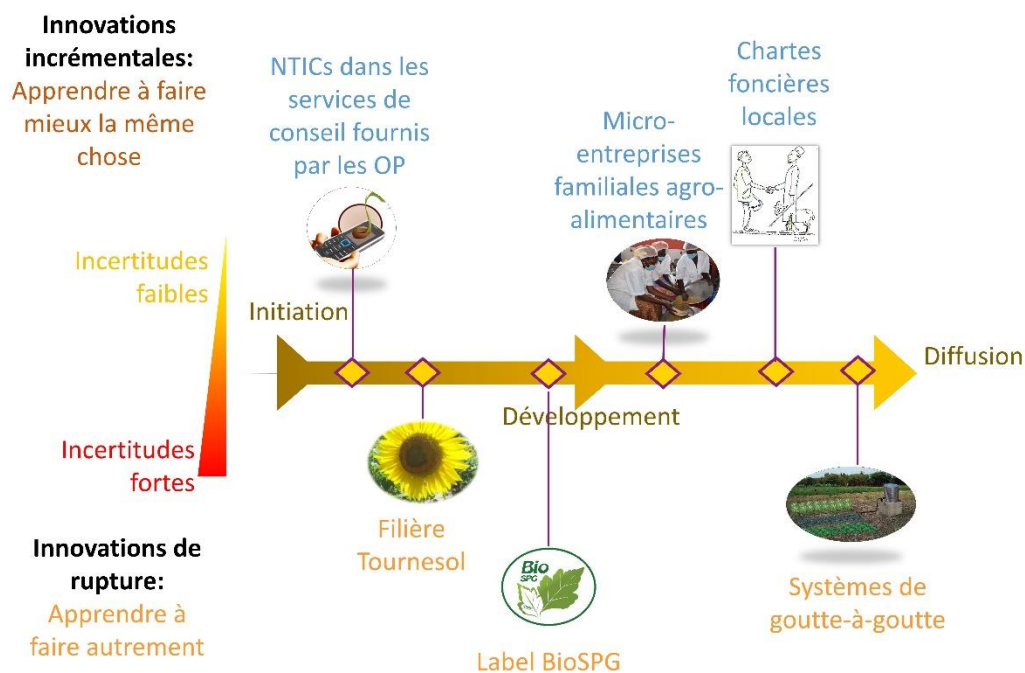 Innovations
incrémentales:
Apprendre à faire
mieux la même
chose
NTICs dans les
services de
conseil fournis
par les OP
Micro-
entreprises
familiales agro-
alimentaires
Chartes
foncières
locales
Incertitudes
faibles
Initiation
Diffusion
Développement
Incertitudes
fortes
Filière
Tournesol
Innovations de
rupture:
Apprendre à
faire autrement
Bio
SPG
Label BioSPG
Systèmes de
goutte-à-goutte